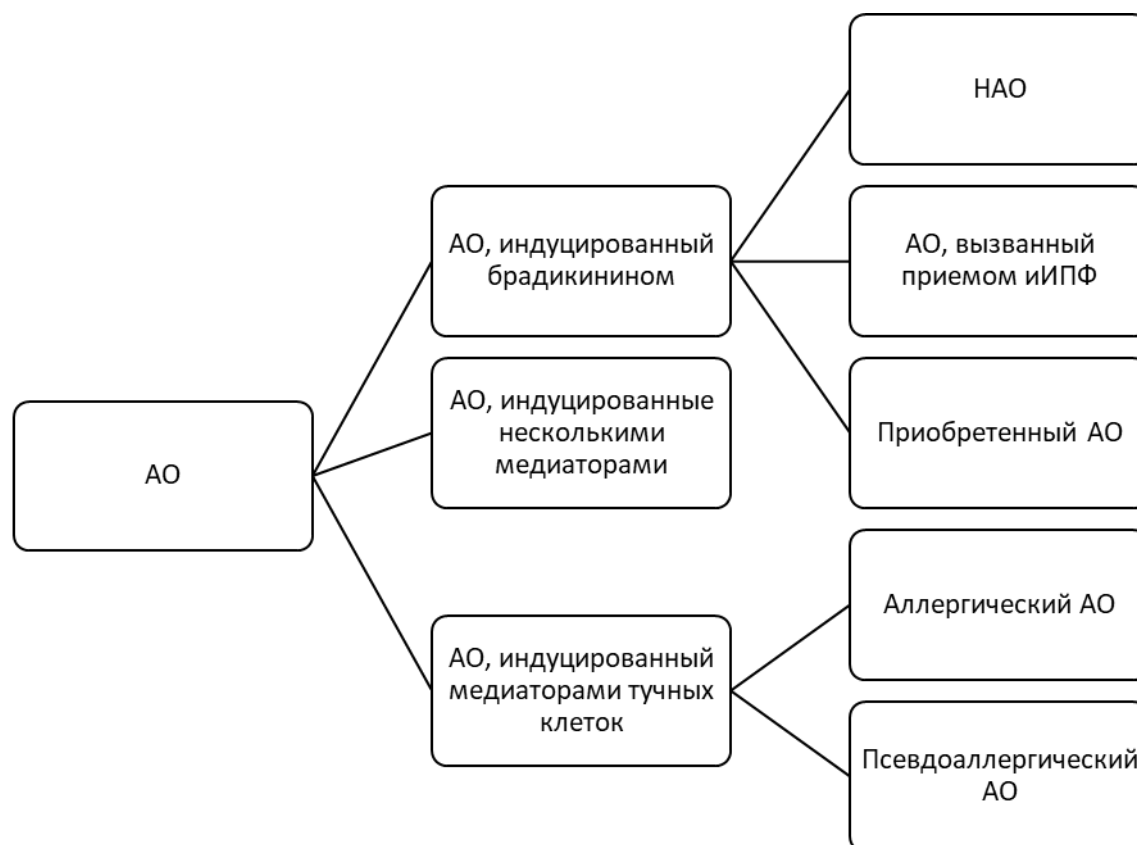 НАО
АО, индуцированный
брадикинином
АО, вызванный
приемом иИПФ
АО, индуцированные
несколькими
медиаторами
Приобретенный АО
АО
Аллергический АО
АО, индуцированный
медиаторами тучных
клеток
Псевдоаллергический
АО